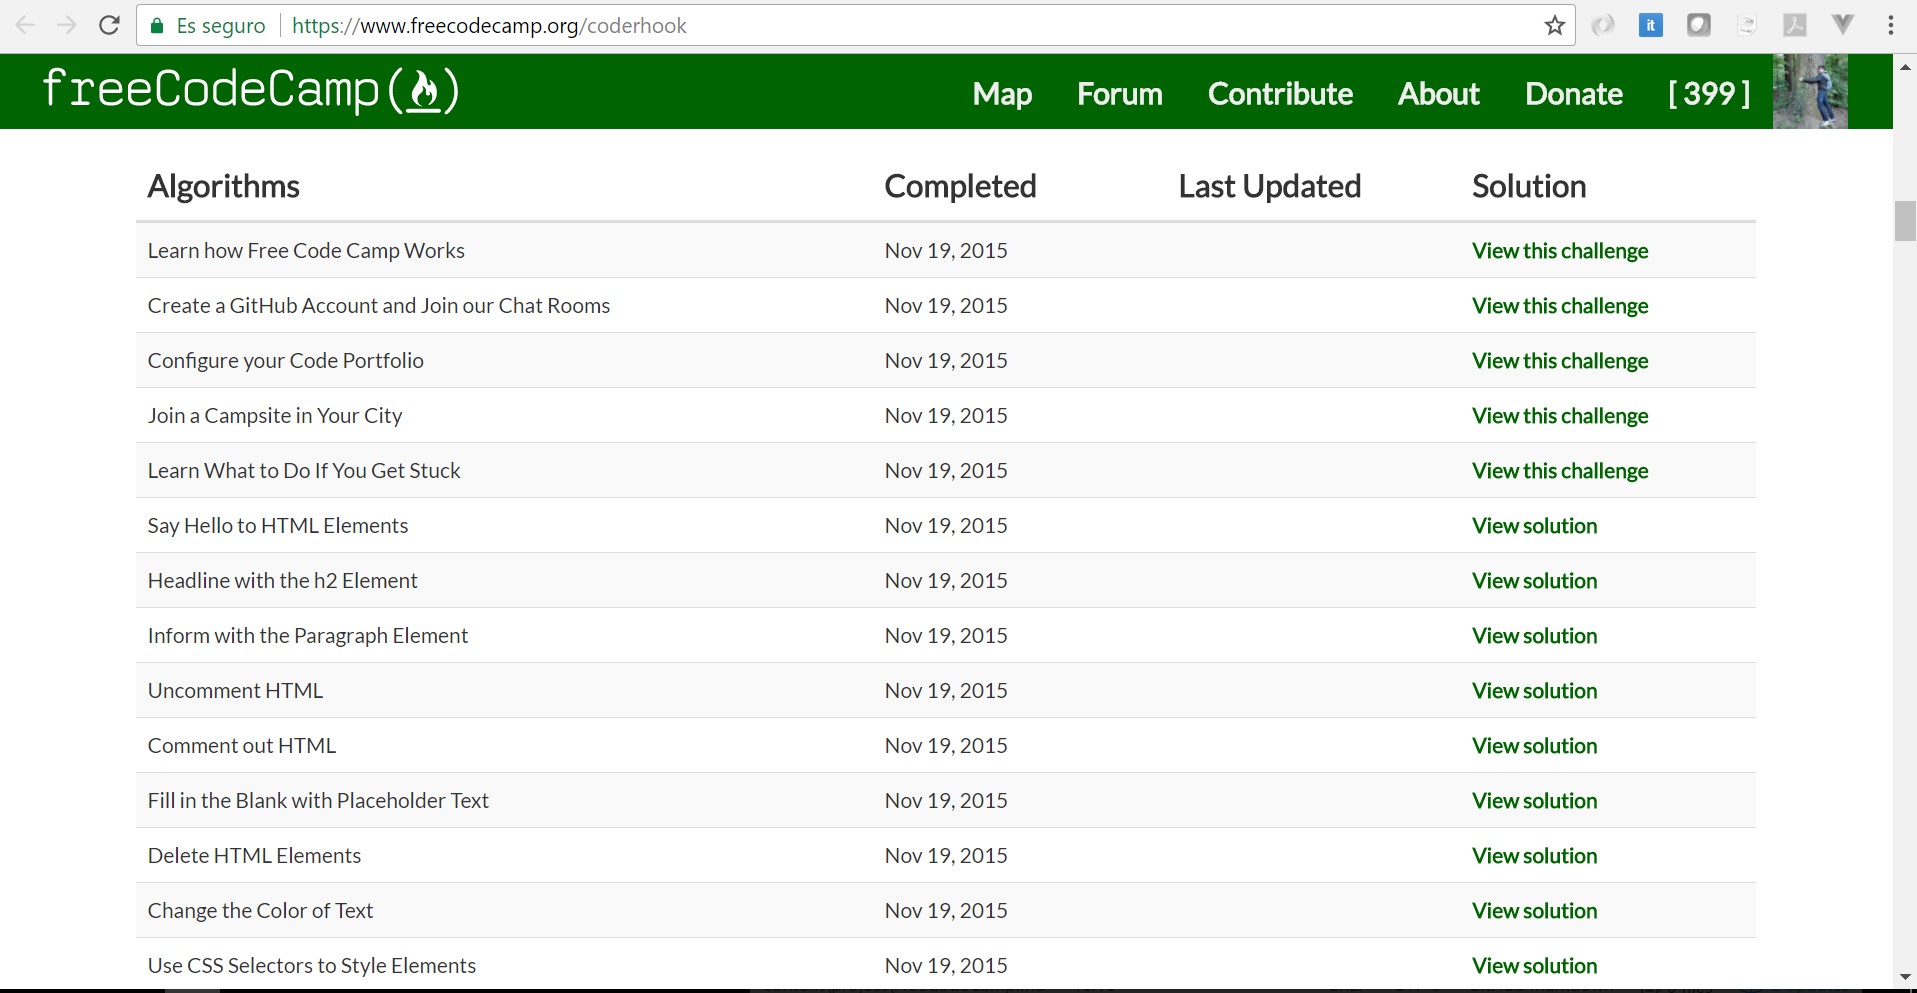 Es seguro https://www.freecodecamp.org/coderhook
it
freeCodeCamp( ) Map Forum Contribute About Donate [ 399 ]
Algorithms Completed Last Updated Solution
Learn how Free Code Camp Works Nov 19, 2015 View this challenge
Create a GitHub Account and Join our Chat Rooms Nov 19, 2015 View this challenge
Configure your Code Portfolio Nov 19, 2015 View this challenge
Join a Campsite in Your City Nov 19, 2015 View this challenge
Learn What to Do If You Get Stuck Nov 19, 2015 View this challenge
Say Hello to HTML Elements Nov 19, 2015 View solution
Headline with the h2 Element Nov 19, 2015 View solution
Inform with the Paragraph Element Nov 19, 2015 View solution
Uncomment HTML Nov 19, 2015 View solution
Comment out HTML Nov 19, 2015 View solution
Fill in the Blank with Placeholder Text Nov 19, 2015 View solution
Delete HTML Elements Nov 19, 2015 View solution
Change the Color of Text Nov 19, 2015 View solution
Use CSS Selectors to Style Elements Nov 19, 2015 View solution